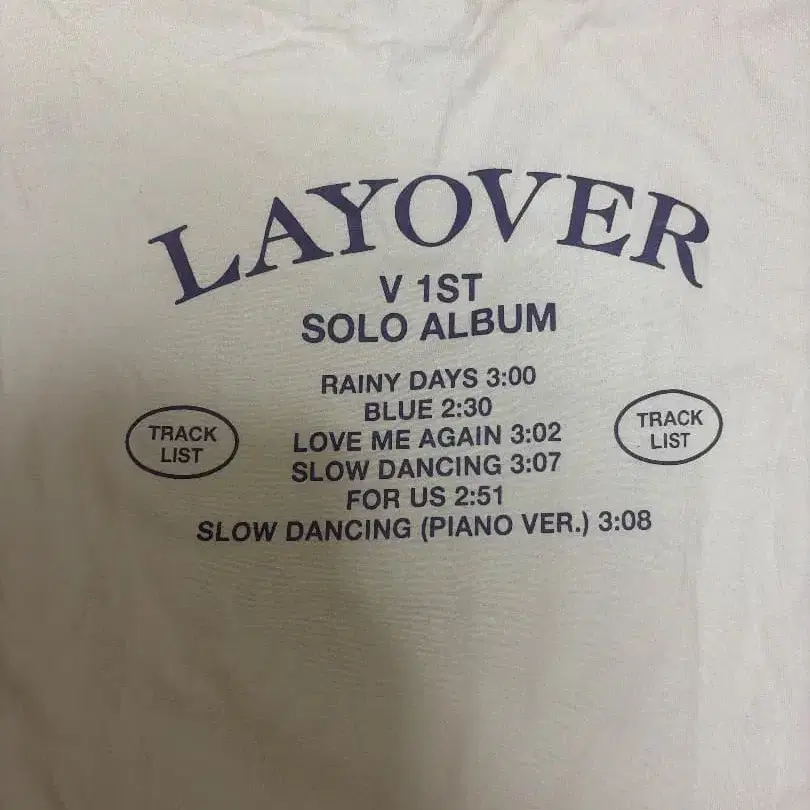 LAYOVER
V 1ST
SOLO ALBUM
RAINY DAYS 3:00
BLUE 2:30
LOVE ME AGAIN 3:02
SLOW DANCING 3:07
FOR US 2:51
SLOW DANCING (PIANO VER.) 3:08
TRACK
LIST
TRACK
LIST